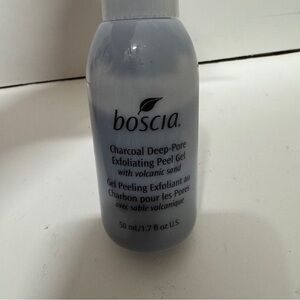 boscia.
Charcoal Deep-Pore
Exfoliating Peel Gel
with volcanic sand
Gel Peeling Exfoliant au
Charbon pour les Pores
avec sable volcanique
50 mL/1.7 fl oz U.S.